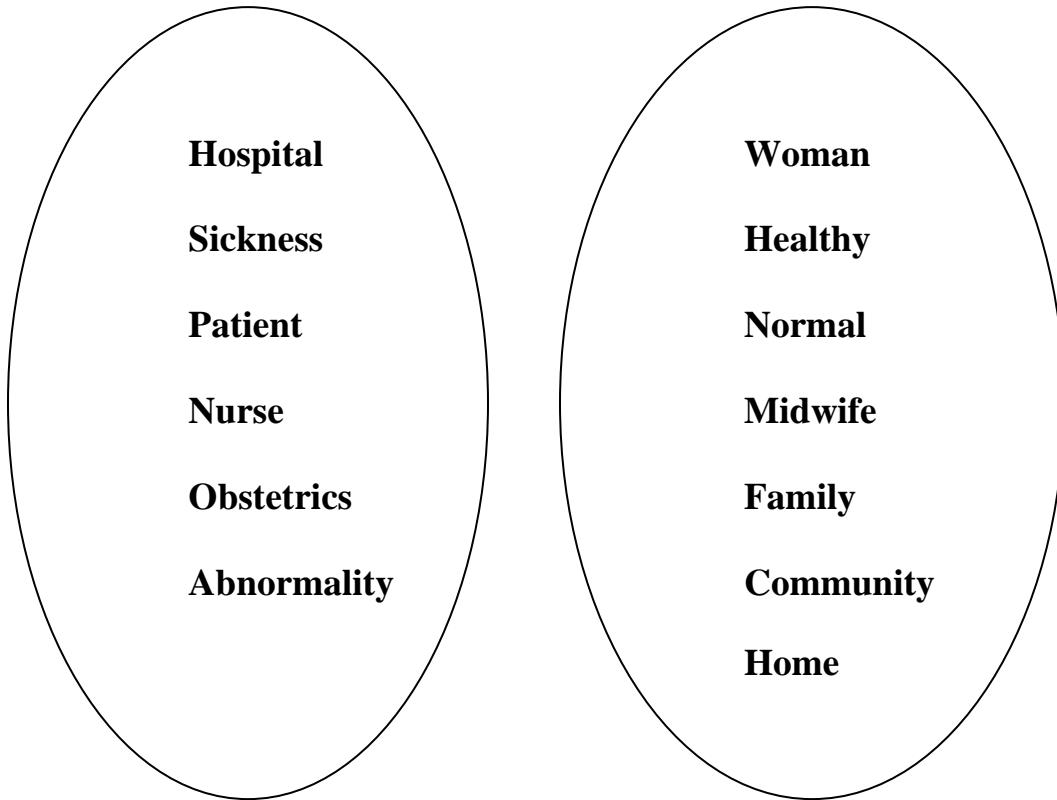 Hospital
Sickness
Patient
Nurse
Obstetrics
Abnormality
Woman
Healthy
Normal
Midwife
Family
Community
Home